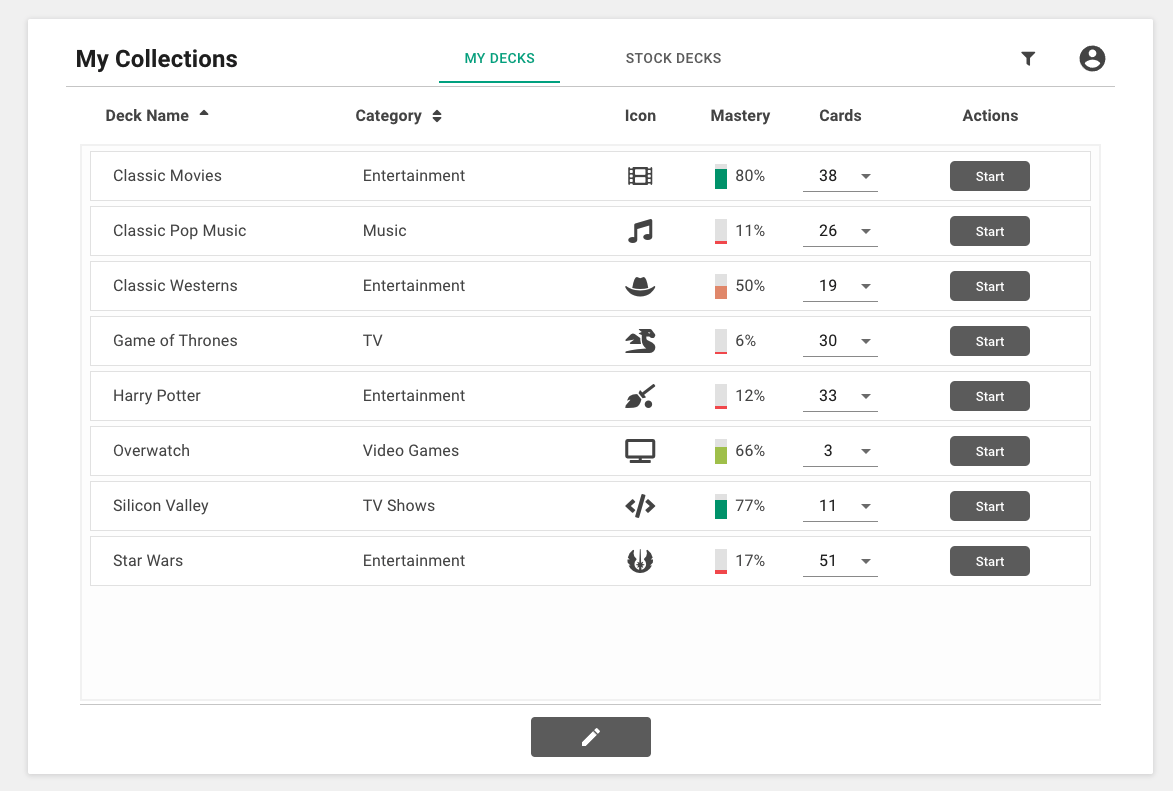 My Collections MY DECKS STOCK DECKS
Deck Name Category Icon Mastery Cards Actions
Classic Movies Entertainment 80% 38 Start
Classic Pop Music Music 11% 26 Start
Classic Westerns Entertainment 50% 19 Start
Game of Thrones TV 6% 30 Start
Harry Potter Entertainment 12% 33 Start
Overwatch Video Games 66% 3 Start
Silicon Valley TV Shows 77% 11 Start
Star Wars Entertainment 17% 51 Start